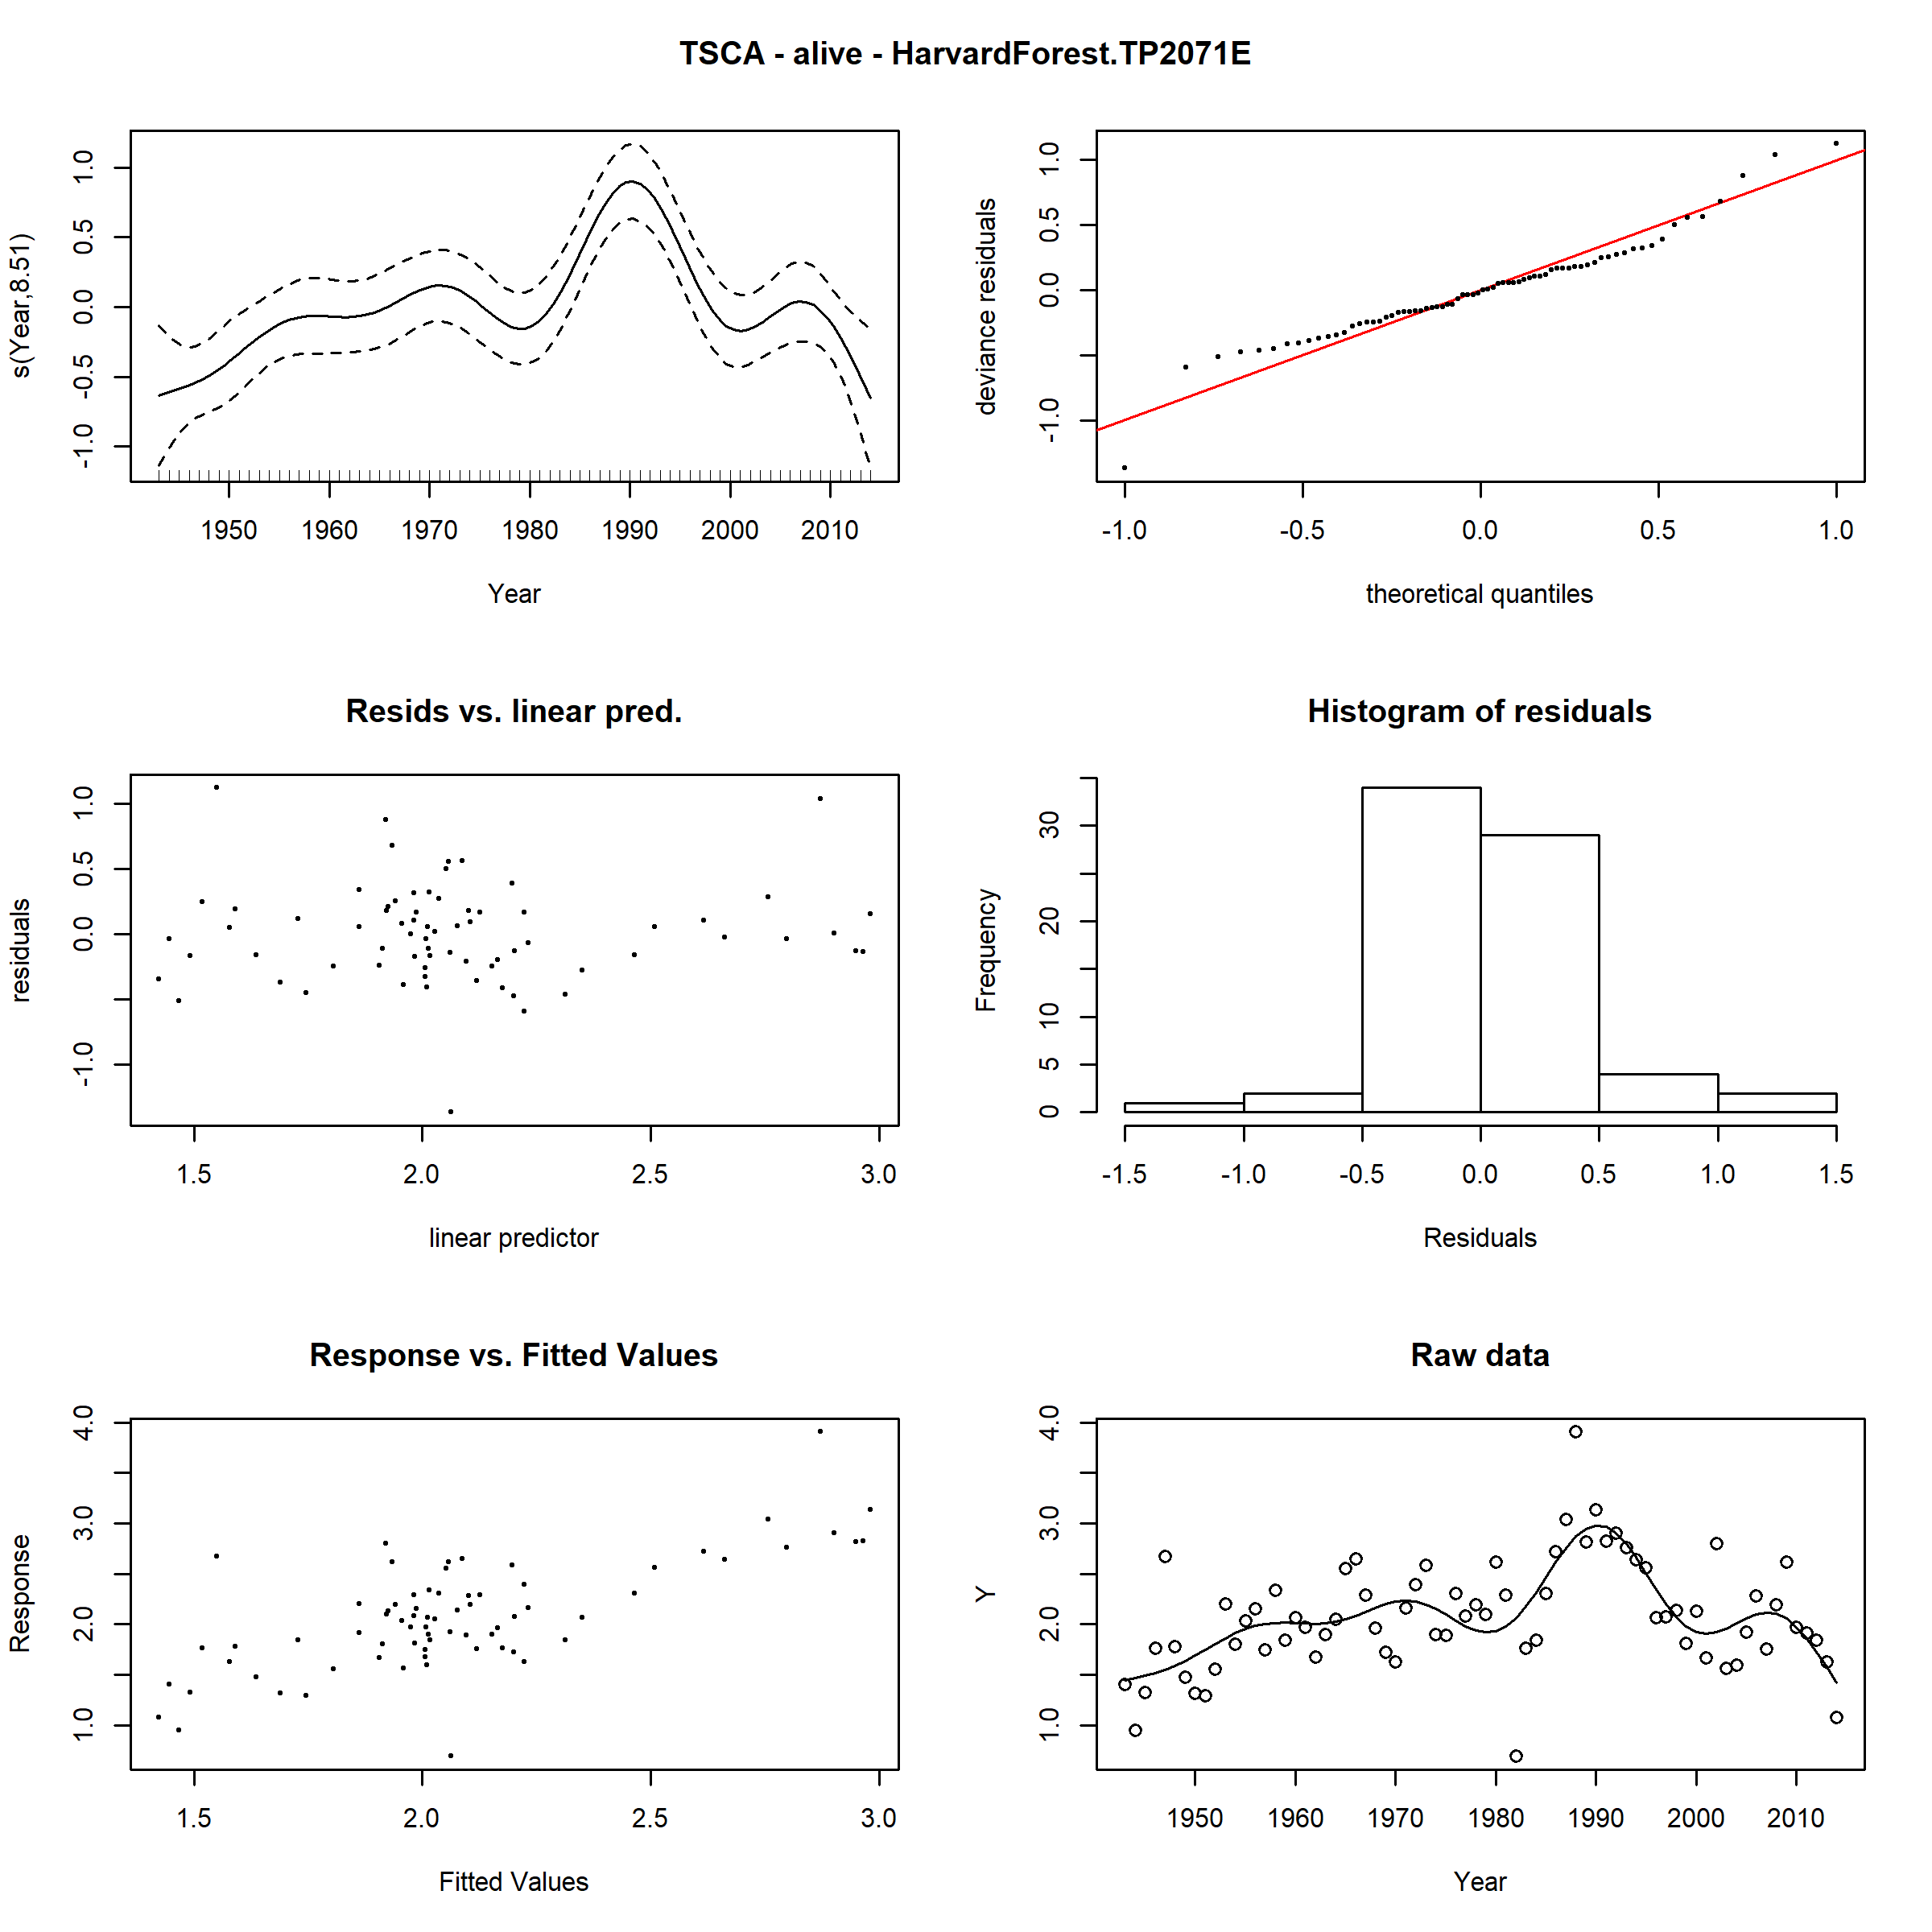 TSCA - alive - HarvardForest.TP2071E
s(Year,8.51)
1.0
0.5
0.0
-0.5
-1.0
1950 1960 1970 1980 1990 2000 2010
Year
deviance residuals
1.0
0.5
0.0
-1.0
-1.0 -0.5 0.0 0.5 1.0
theoretical quantiles
Resids vs. linear pred.
residuals
1.0
0.5
0.0
-1.0
1.5 2.0 2.5 3.0
linear predictor
Histogram of residuals
Frequency
30
20
10
5
0
-1.5 -1.0 -0.5 0.0 0.5 1.0 1.5
Residuals
Response vs. Fitted Values
Response
4.0
3.0
2.0
1.0
1.5 2.0 2.5 3.0
Fitted Values
Raw data
Y
4.0
3.0
2.0
1.0
1950 1960 1970 1980 1990 2000 2010
Year